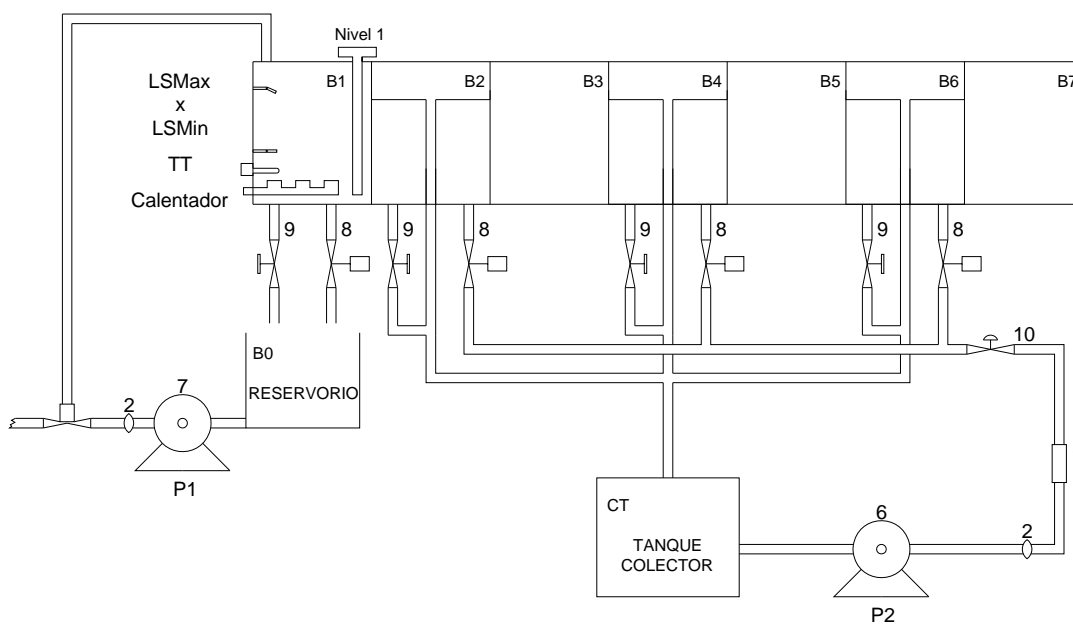 Nivel 1
B1
B2
B3
B4
B5
B6
B7
LSMax
x
LSMin
TT
Calentador
9
8
9
8
9
8
9
8
B0
RESERVORIO
10
2
7
P1
CT
TANQUE
COLECTOR
6
2
P2